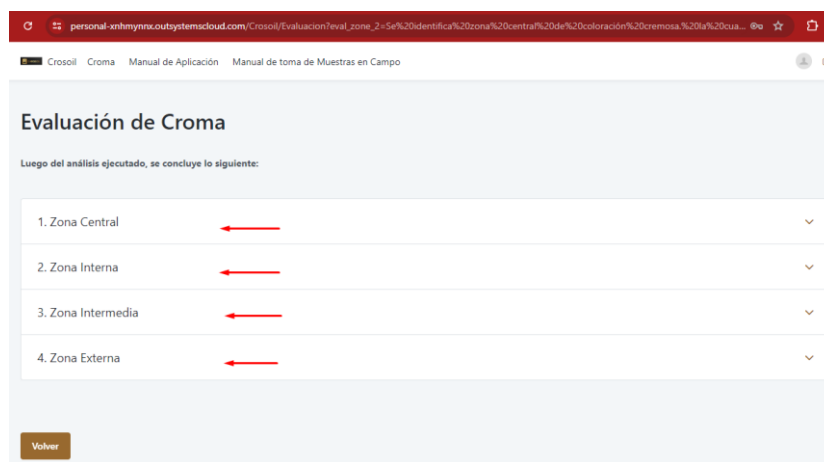 personal-xnhmynnx.outsystemscloud.com/Crosoil/Evaluacion?eval_zone_2=Se%20identifica%20zona%20central%20de%20coloración%20cremosa.%20la%20cua...
Crosoil Croma Manual de Aplicación Manual de toma de Muestras en Campo
Evaluación de Croma
Luego del análisis ejecutado, se concluye lo siguiente:
1. Zona Central
2. Zona Interna
3. Zona Intermedia
4. Zona Externa
Volver